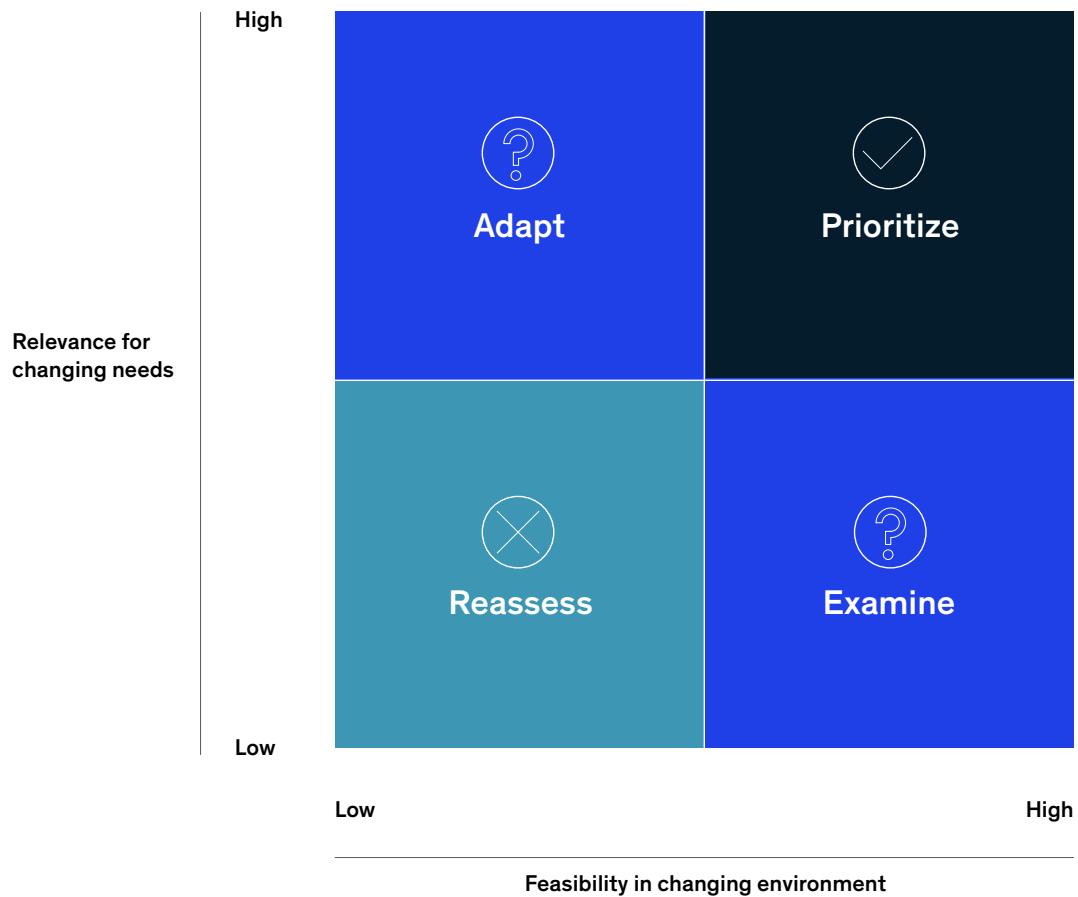 High
Adapt
Prioritize
Relevance for
changing needs
Reassess
Examine
Low
Low
High
Feasibility in changing environment